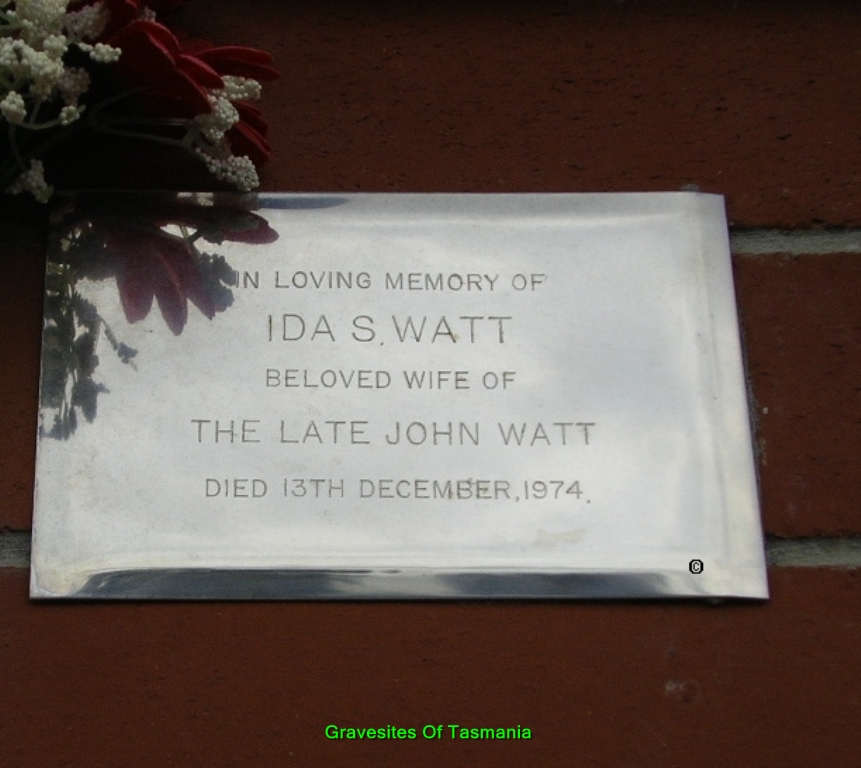 IN LOVING MEMORY OF
IDA S. WATT
BELOVED WIFE OF
THE LATE JOHN WATT
DIED 13TH DECEMBER, 1974.
©
Gravesites Of Tasmania